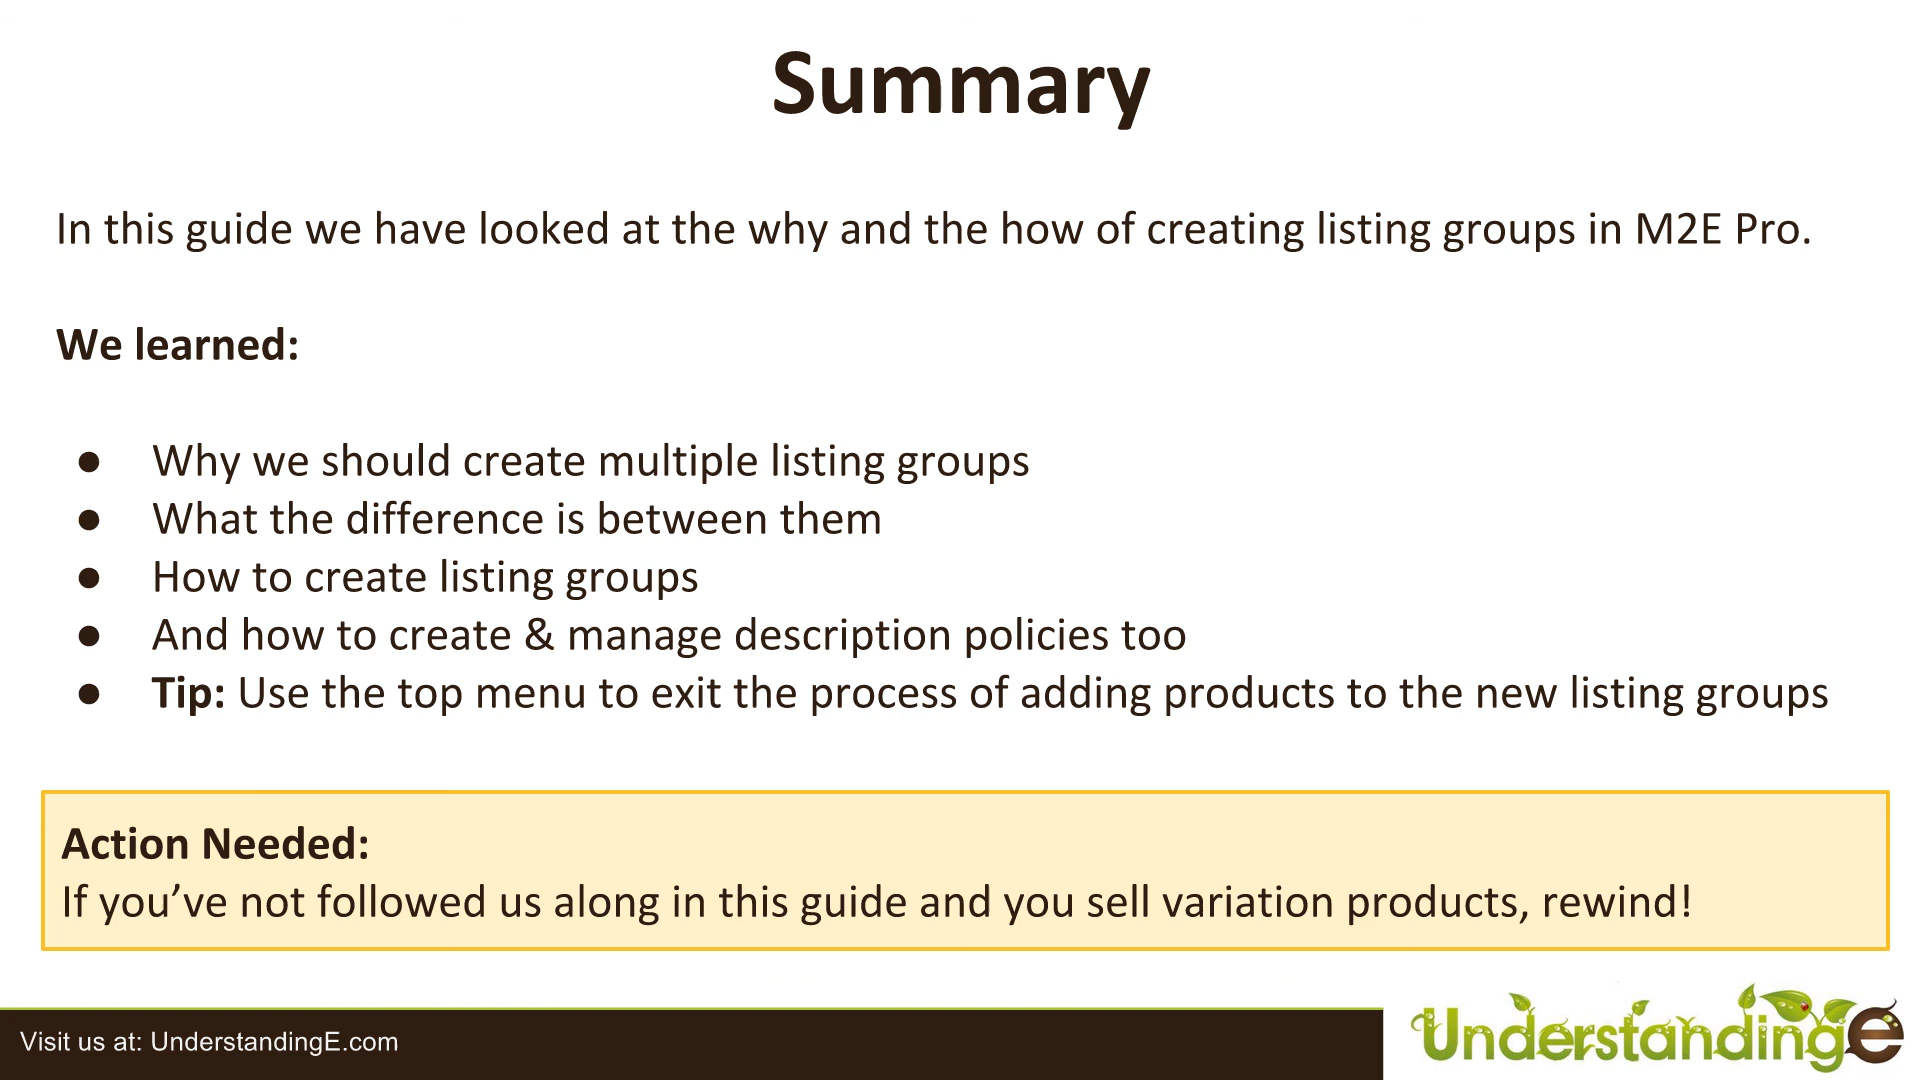 Summary
In this guide we have looked at the why and the how of creating listing groups in M2E Pro.
We learned:
● Why we should create multiple listing groups
● What the difference is between them
● How to create listing groups
● And how to create & manage description policies too
● Tip: Use the top menu to exit the process of adding products to the new listing groups
Action Needed:
If you’ve not followed us along in this guide and you sell variation products, rewind!
Visit us at: UnderstandingE.com
UnderstandingE